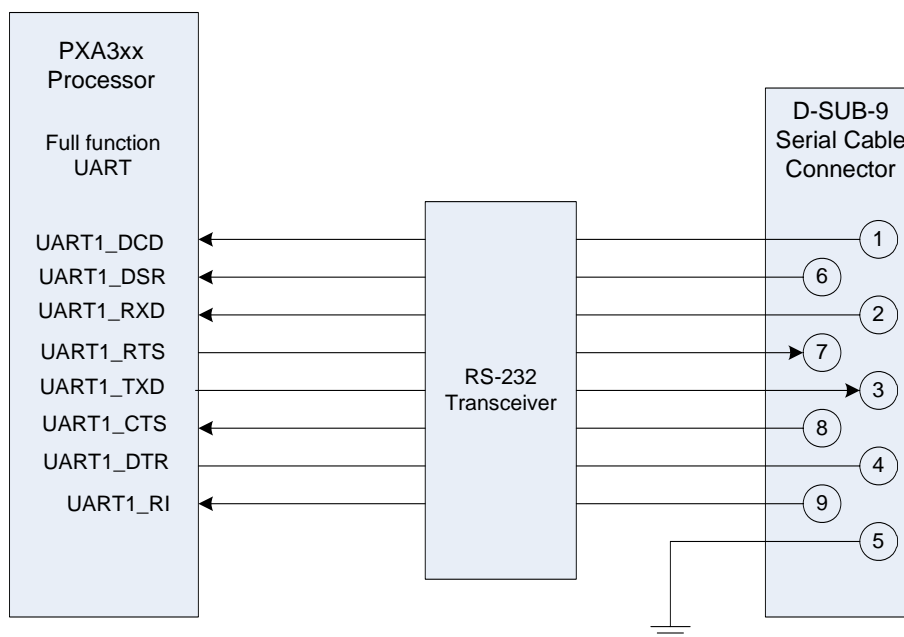 PXA3xx
Processor
Full function
UART
UART1_DCD
UART1_DSR
UART1_RXD
UART1_RTS
UART1_TXD
UART1_CTS
UART1_DTR
UART1_RI
RS-232
Transceiver
D-SUB-9
Serial Cable
Connector
1
6
2
7
3
8
4
9
5